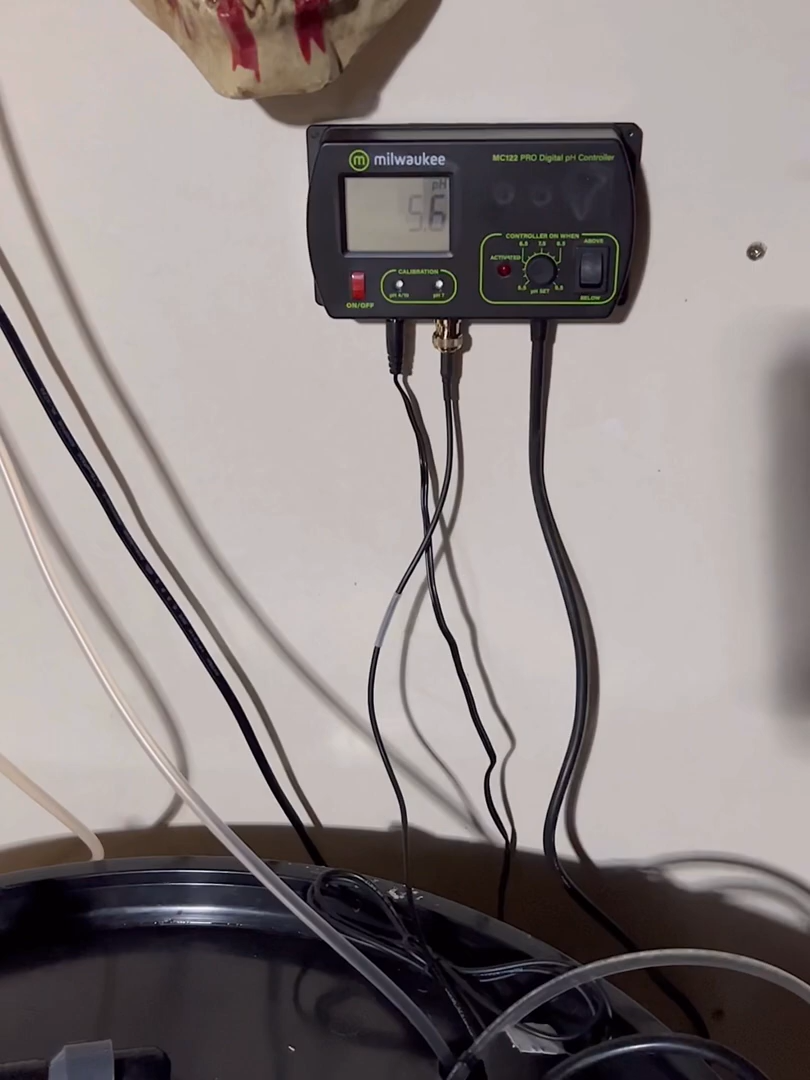 milwaukee
MC122 PRO Digital pH Controller
pH
5.6
CONTROLLER ON WHEN
6.5 7.5 8.5
ABOVE
ACTIVATED
CALIBRATION
pH 4/10 pH 7
5.5 pH SET 9.5
ON/OFF
BELOW